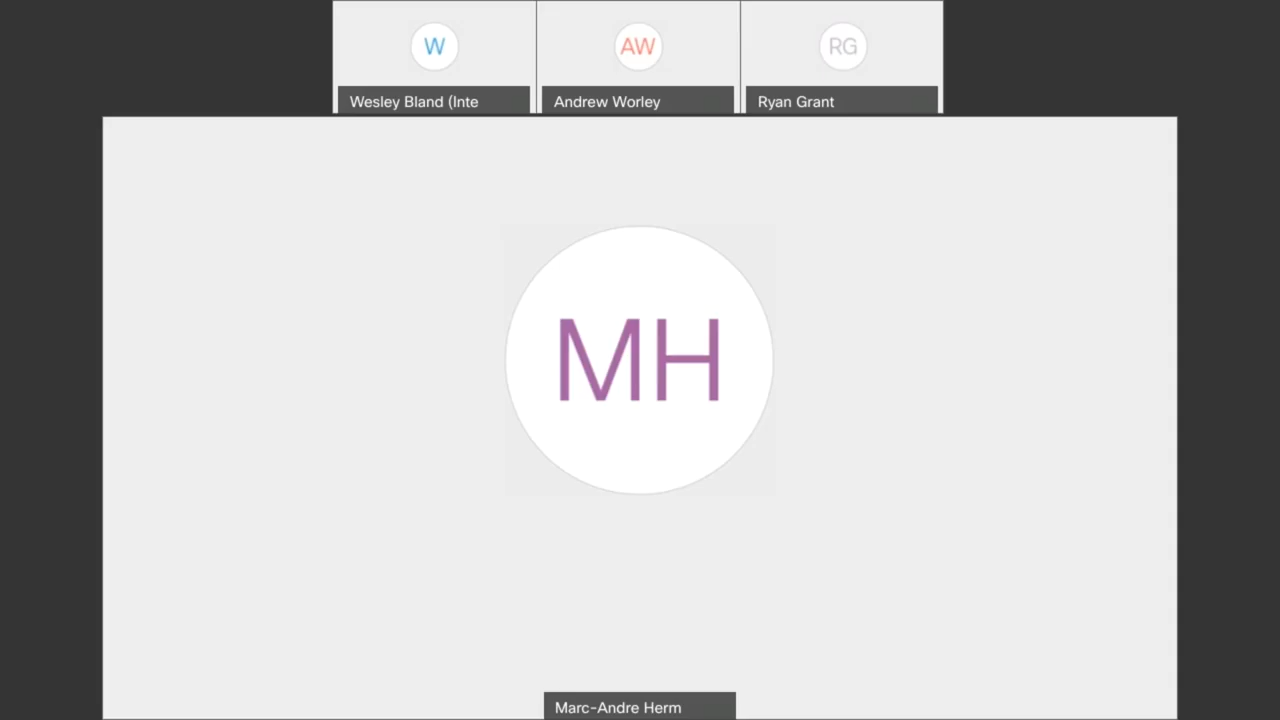 W
AW
RG
Wesley Bland (Inte
Andrew Worley
Ryan Grant
MH
Marc-Andre Herm